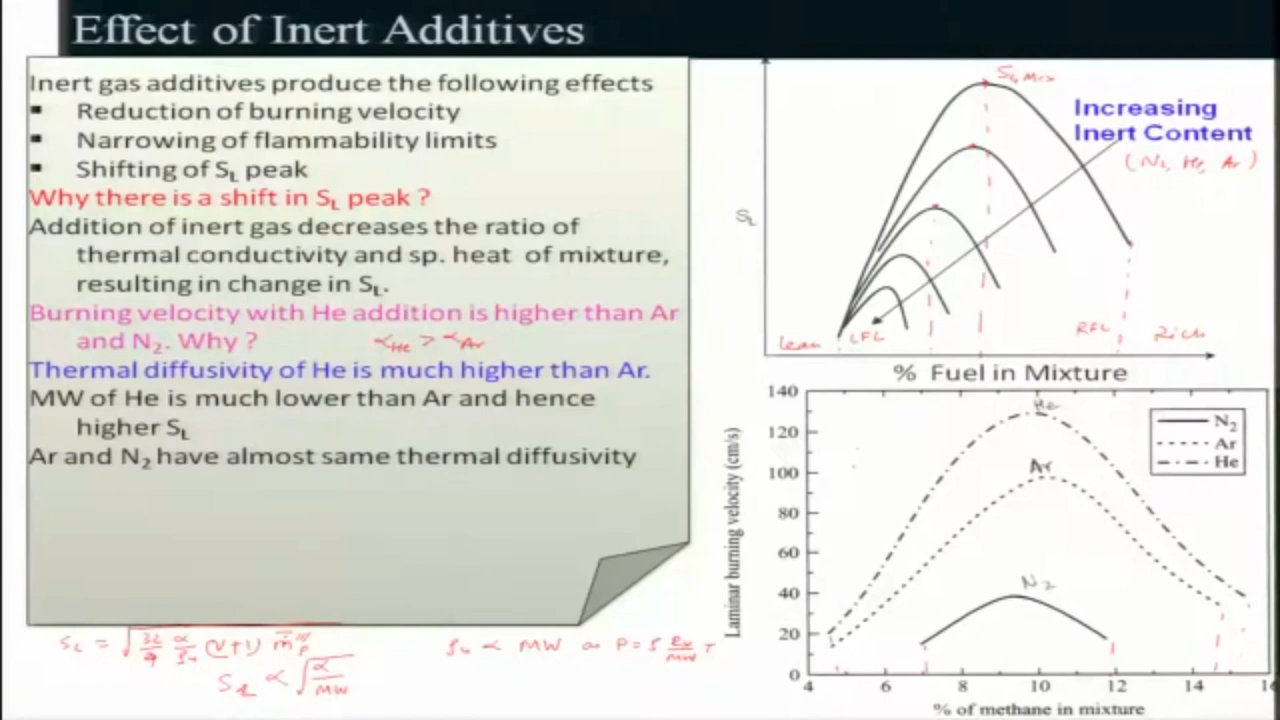 Effect of Inert Additives
Inert gas additives produce the following effects
▪ Reduction of burning velocity
▪ Narrowing of flammability limits
▪ Shifting of SL peak
Why there is a shift in SL peak ?
Addition of inert gas decreases the ratio of
thermal conductivity and sp. heat of mixture,
resulting in change in SL.
Burning velocity with He addition is higher than Ar
and N2. Why ?
αHe > αAr
Thermal diffusivity of He is much higher than Ar.
MW of He is much lower than Ar and hence
higher SL
Ar and N2 have almost same thermal diffusivity
SL ∝ √α/MW
ρu ∝ MW as P = ρ Ru/MW T
SL, Max
Increasing
Inert Content
(N2, He, Ar)
SL
lean
LFL
RFL
Rich
% Fuel in Mixture
Laminar burning velocity (cm/s)
140
120
100
80
60
40
20
0
He
Ar
N2
N2
Ar
He
4 6 8 10 12 14 16
% of methane in mixture